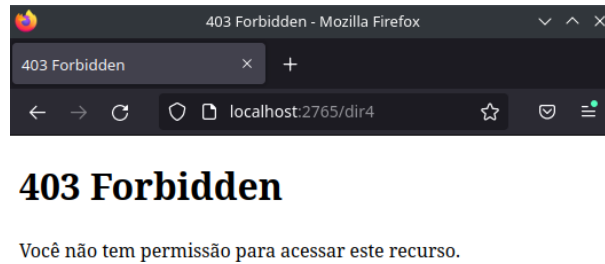 403 Forbidden - Mozilla Firefox
403 Forbidden
localhost:2765/dir4
403 Forbidden
Você não tem permissão para acessar este recurso.